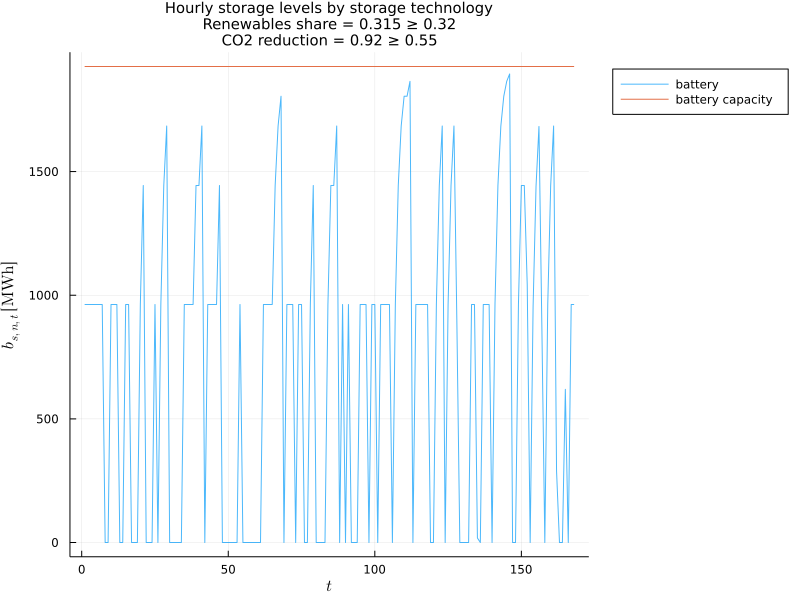 Hourly storage levels by storage technology
Renewables share = 0.315 ≥ 0.32
CO2 reduction = 0.92 ≥ 0.55
battery
battery capacity
b_{s, n, t} [MWh]
1500
1000
500
0
0 50 100 150
t